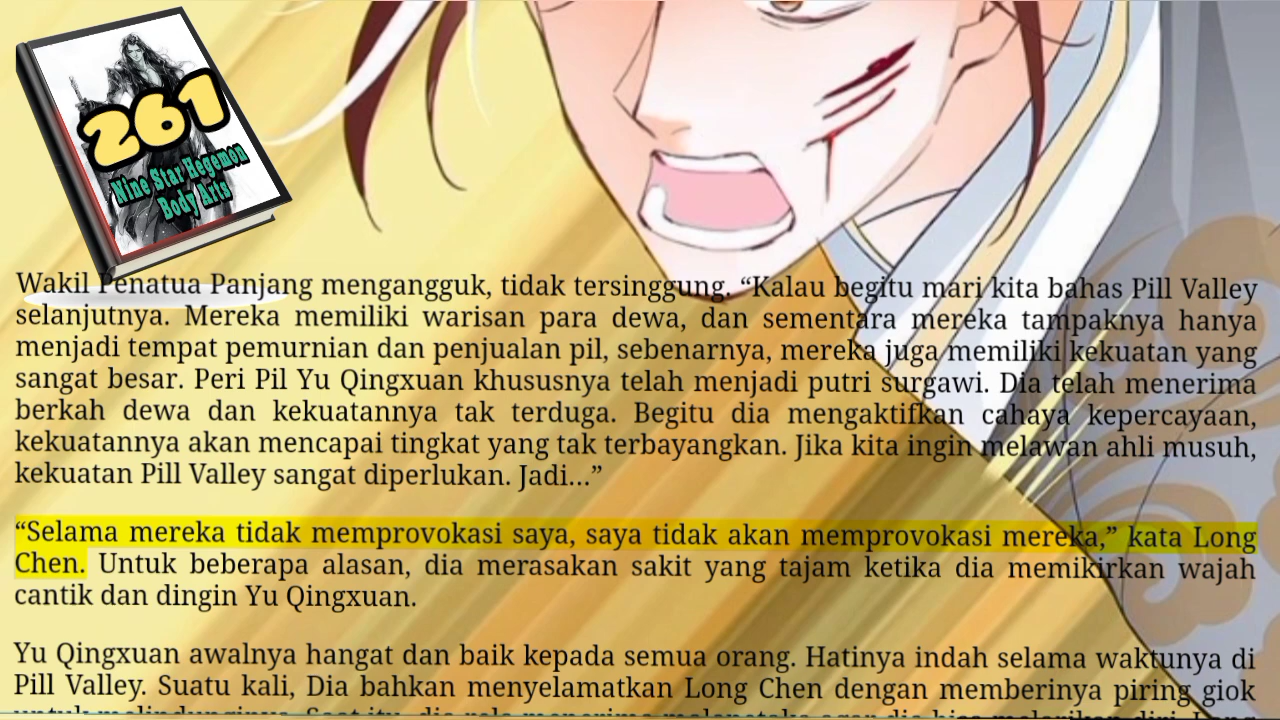 261
Nine Star Hegemon
Body Arts
Wakil Penatua Panjang mengangguk, tidak tersinggung. “Kalau begitu mari kita bahas Pill Valley
selanjutnya. Mereka memiliki warisan para dewa, dan sementara mereka tampaknya hanya
menjadi tempat pemurnian dan penjualan pil, sebenarnya, mereka juga memiliki kekuatan yang
sangat besar. Peri Pil Yu Qingxuan khususnya telah menjadi putri surgawi. Dia telah menerima
berkah dewa dan kekuatannya tak terduga. Begitu dia mengaktifkan cahaya kepercayaan,
kekuatannya akan mencapai tingkat yang tak terbayangkan. Jika kita ingin melawan ahli musuh,
kekuatan Pill Valley sangat diperlukan. Jadi...”
“Selama mereka tidak memprovokasi saya, saya tidak akan memprovokasi mereka,” kata Long
Chen. Untuk beberapa alasan, dia merasakan sakit yang tajam ketika dia memikirkan wajah
cantik dan dingin Yu Qingxuan.
Yu Qingxuan awalnya hangat dan baik kepada semua orang. Hatinya indah selama waktunya di
Pill Valley. Suatu kali, Dia bahkan menyelamatkan Long Chen dengan memberinya piring giok